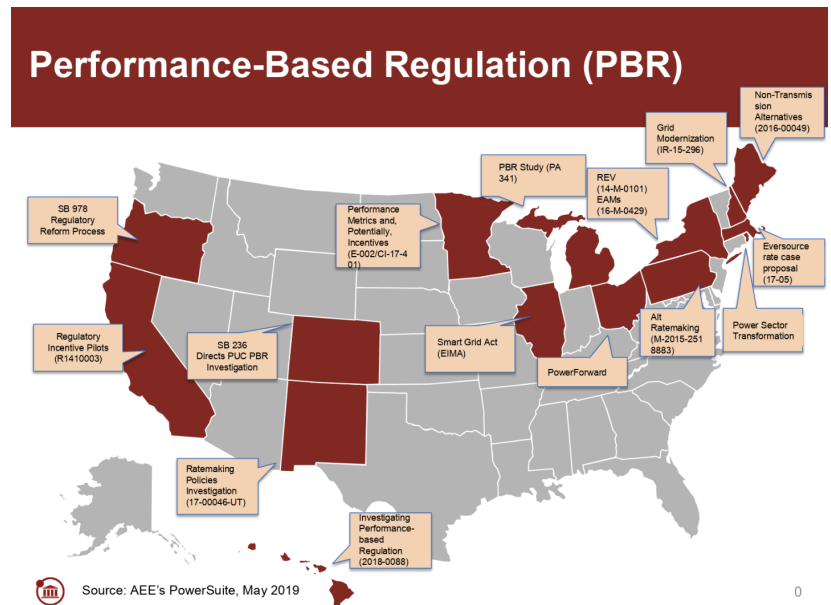 Performance-Based Regulation (PBR)
Non-Transmis
sion
Alternatives
(2016-00049)
Grid
Modernization
(IR-15-296)
PBR Study (PA
341)
REV
(14-M-0101)
EAMs
(16-M-0429)
SB 978
Regulatory
Reform Process
Performance
Metrics and,
Potentially,
Incentives
(E-002/CI-17-4
01)
Eversource
rate case
proposal
(17-05)
Regulatory
Incentive Pilots
(R1410003)
SB 236
Directs PUC PBR
Investigation
Smart Grid Act
(EIMA)
PowerForward
Alt
Ratemaking
(M-2015-251
8883)
Power Sector
Transformation
Ratemaking
Policies
Investigation
(17-00046-UT)
Investigating
Performance-
based
Regulation
(2018-0088)
Source: AEE's PowerSuite, May 2019
0